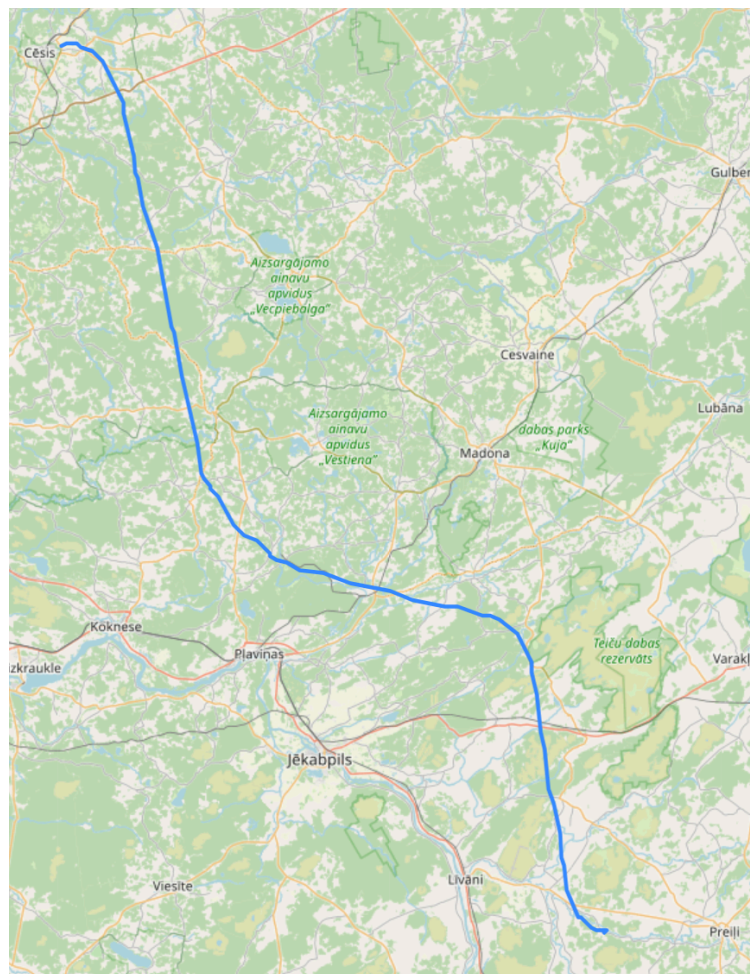 Cēsis
Gulber
Aizsargājamo
ainavu
apvidus
„Vecpiebalga”
Cesvaine
Lubāna
Aizsargājamo
ainavu
apvidus
„Vestiena”
dabas parks
„Kuja”
Madona
Koknese
Teiču dabas
rezervāts
Pļaviņas
Varakļ
zkraukle
Jēkabpils
Viesīte
Līvāni
Preiļi